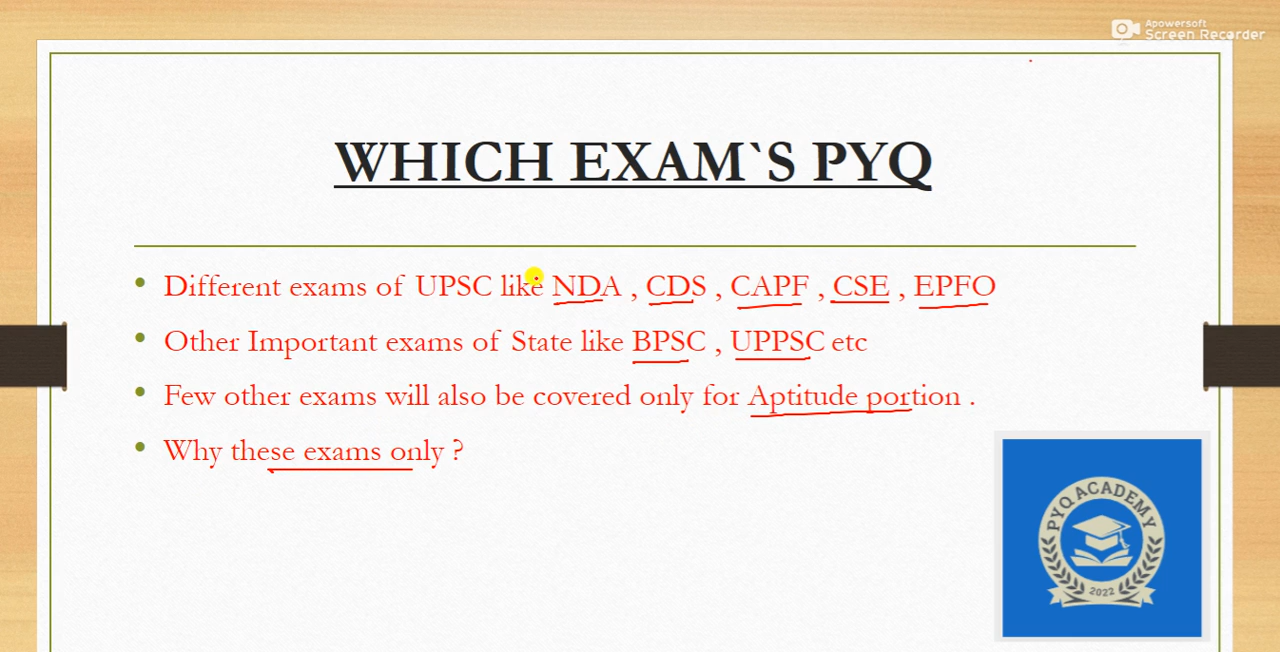 Apowersoft
Screen Recorder
WHICH EXAM`S PYQ
• Different exams of UPSC like NDA , CDS , CAPF , CSE , EPFO
• Other Important exams of State like BPSC , UPPSC etc
• Few other exams will also be covered only for Aptitude portion .
• Why these exams only ?
PYQ ACADEMY
2022